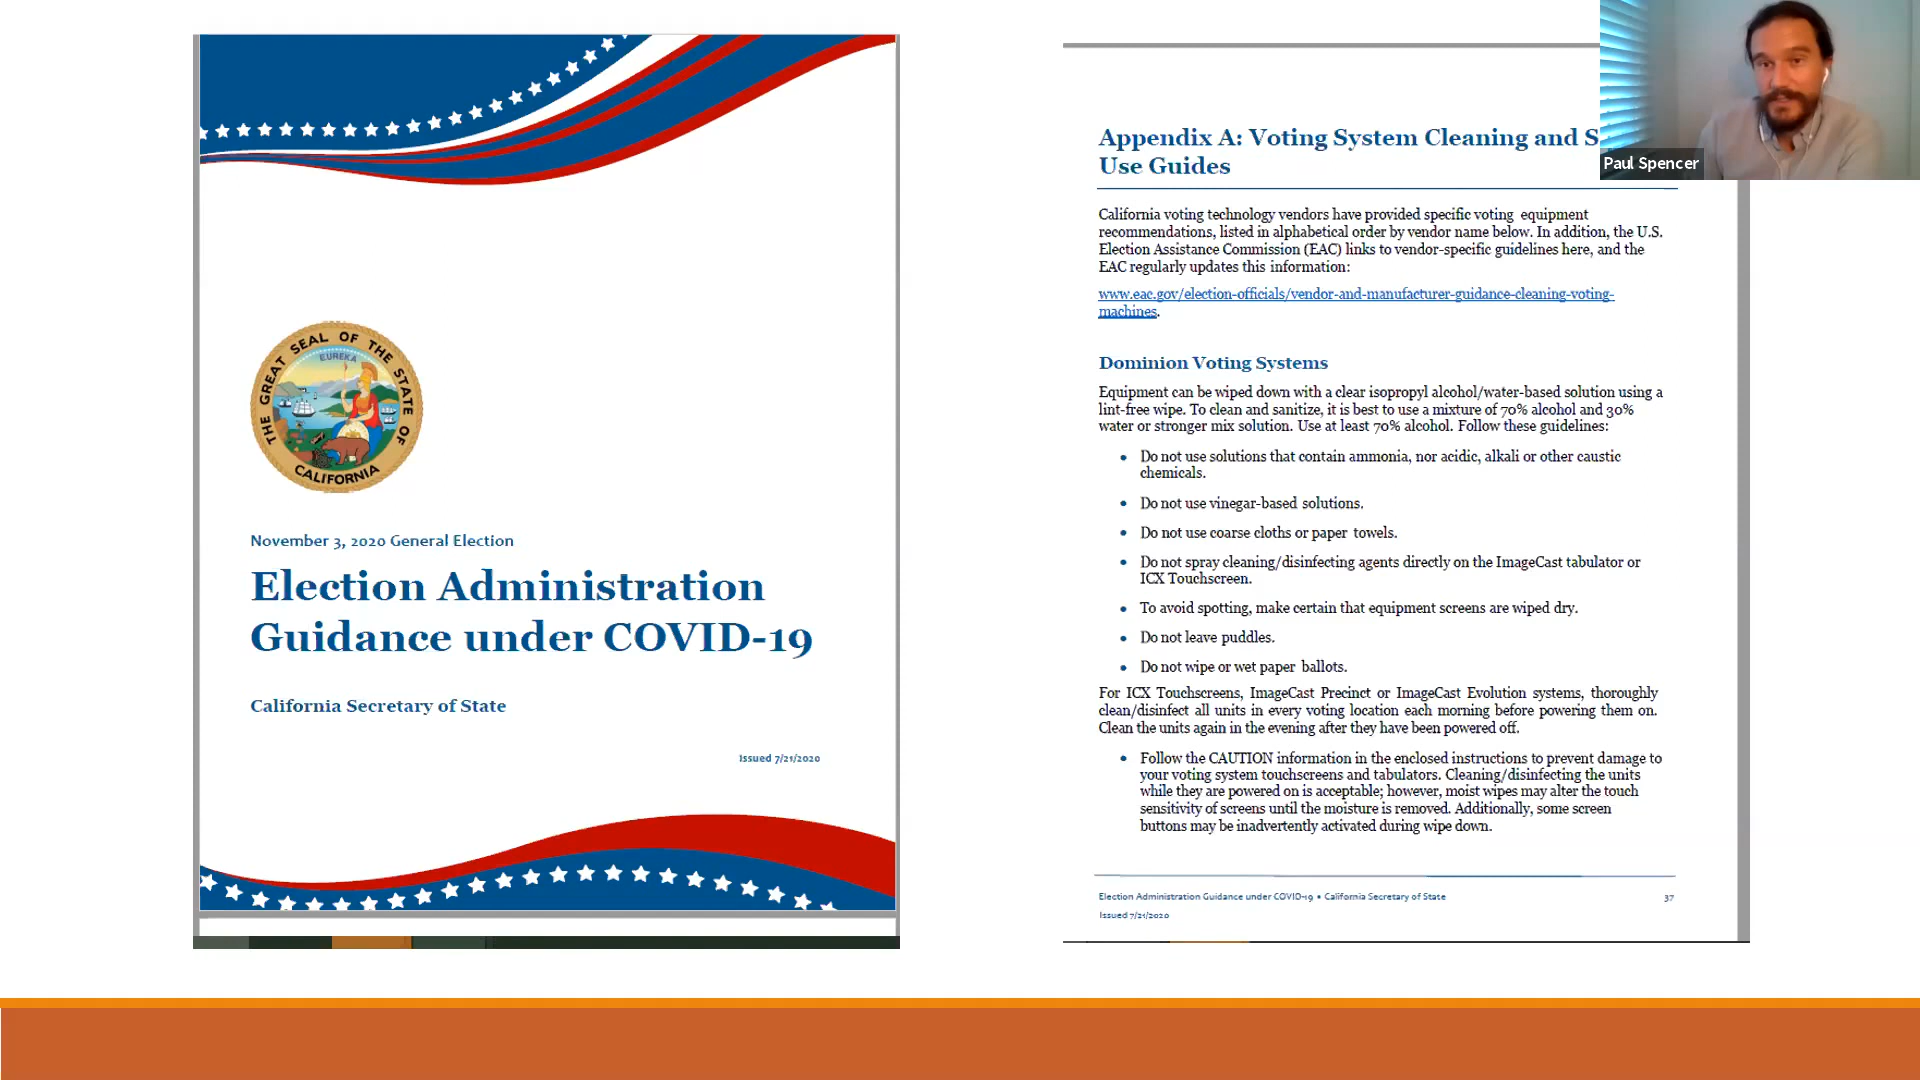 THE GREAT SEAL OF THE STATE OF CALIFORNIA
EUREKA
November 3, 2020 General Election
Election Administration
Guidance under COVID-19
California Secretary of State
Issued 7/21/2020
Appendix A: Voting System Cleaning and S
Use Guides
California voting technology vendors have provided specific voting equipment
recommendations, listed in alphabetical order by vendor name below. In addition, the U.S.
Election Assistance Commission (EAC) links to vendor-specific guidelines here, and the
EAC regularly updates this information:
www.eac.gov/election-officials/vendor-and-manufacturer-guidance-cleaning-voting-
machines.
Dominion Voting Systems
Equipment can be wiped down with a clear isopropyl alcohol/water-based solution using a
lint-free wipe. To clean and sanitize, it is best to use a mixture of 70% alcohol and 30%
water or stronger mix solution. Use at least 70% alcohol. Follow these guidelines:
• Do not use solutions that contain ammonia, nor acidic, alkali or other caustic
chemicals.
• Do not use vinegar-based solutions.
• Do not use coarse cloths or paper towels.
• Do not spray cleaning/disinfecting agents directly on the ImageCast tabulator or
ICX Touchscreen.
• To avoid spotting, make certain that equipment screens are wiped dry.
• Do not leave puddles.
• Do not wipe or wet paper ballots.
For ICX Touchscreens, ImageCast Precinct or ImageCast Evolution systems, thoroughly
clean/disinfect all units in every voting location each morning before powering them on.
Clean the units again in the evening after they have been powered off.
• Follow the CAUTION information in the enclosed instructions to prevent damage to
your voting system touchscreens and tabulators. Cleaning/disinfecting the units
while they are powered on is acceptable; however, moist wipes may alter the touch
sensitivity of screens until the moisture is removed. Additionally, some screen
buttons may be inadvertently activated during wipe down.
Election Administration Guidance under COVID-19 • California Secretary of State 37
Issued 7/21/2020
Paul Spencer